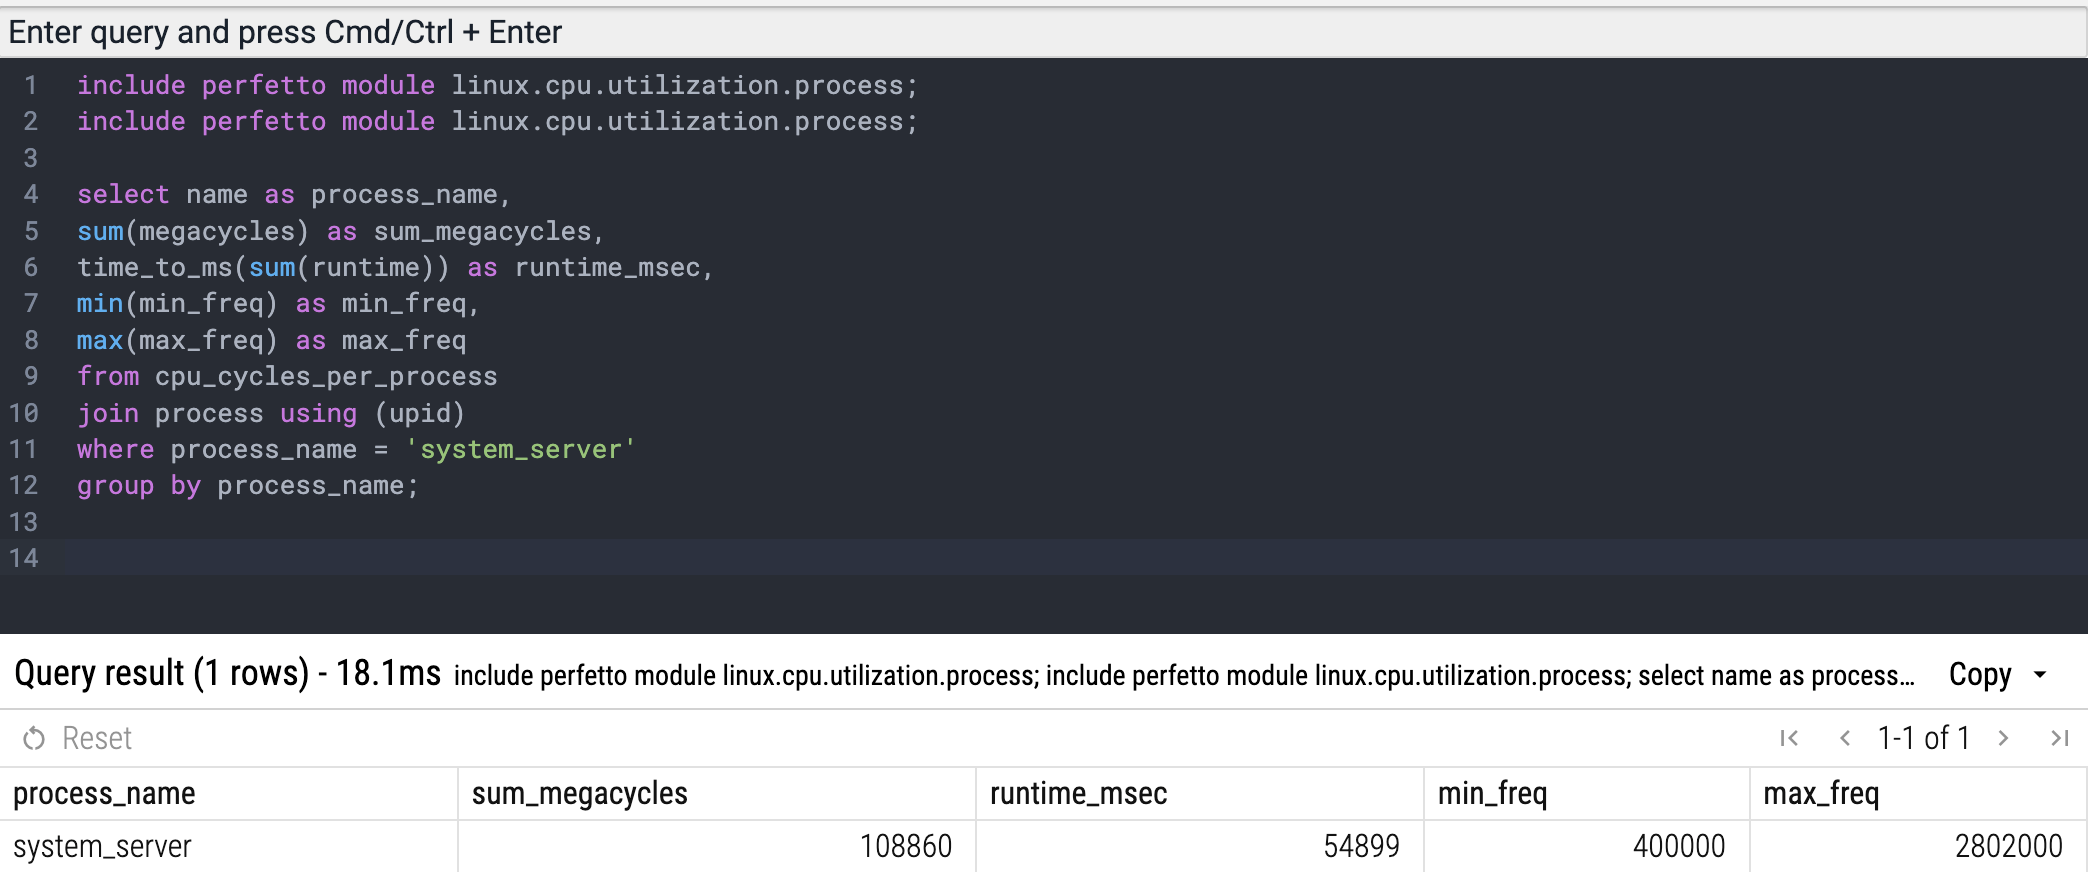 Enter query and press Cmd/Ctrl + Enter
1 include perfetto module linux.cpu.utilization.process;
2 include perfetto module linux.cpu.utilization.process;
3
4 select name as process_name,
5 sum(megacycles) as sum_megacycles,
6 time_to_ms(sum(runtime)) as runtime_msec,
7 min(min_freq) as min_freq,
8 max(max_freq) as max_freq
9 from cpu_cycles_per_process
10 join process using (upid)
11 where process_name = 'system_server'
12 group by process_name;
13
14
Query result (1 rows) - 18.1ms include perfetto module linux.cpu.utilization.process; include perfetto module linux.cpu.utilization.process; select name as process... Copy
Reset 1-1 of 1
process_name sum_megacycles runtime_msec min_freq max_freq
system_server 108860 54899 400000 2802000